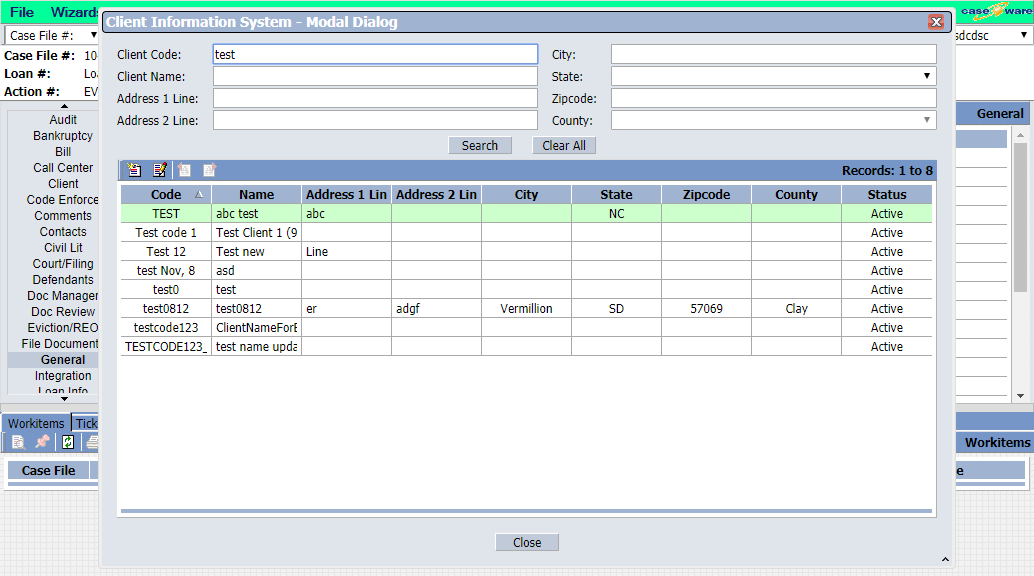 File Wizards
case ware
Client Information System - Modal Dialog
Case File #:
sdcdsc
Case File #: 10
Loan #: Lo
Action #: EV
Client Code: test City:
Client Name: State:
Address 1 Line: Zipcode:
Address 2 Line: County:
Search Clear All
General
Audit
Bankruptcy
Bill
Call Center
Client
Code Enforce
Comments
Contacts
Civil Lit
Court/Filing
Defendants
Doc Manager
Doc Review
Eviction/REO
File Document
General
Integration
Loan Info
Records: 1 to 8
Code Name Address 1 Lin Address 2 Lin City State Zipcode County Status
TEST abc test abc NC Active
Test code 1 Test Client 1 (9 Active
Test 12 Test new Line Active
test Nov, 8 asd Active
test0 test Active
test0812 test0812 er adgf Vermillion SD 57069 Clay Active
testcode123 ClientNameForE Active
TESTCODE123_ test name upda Active
Workitems Tick
Workitems
Case File
e
Close